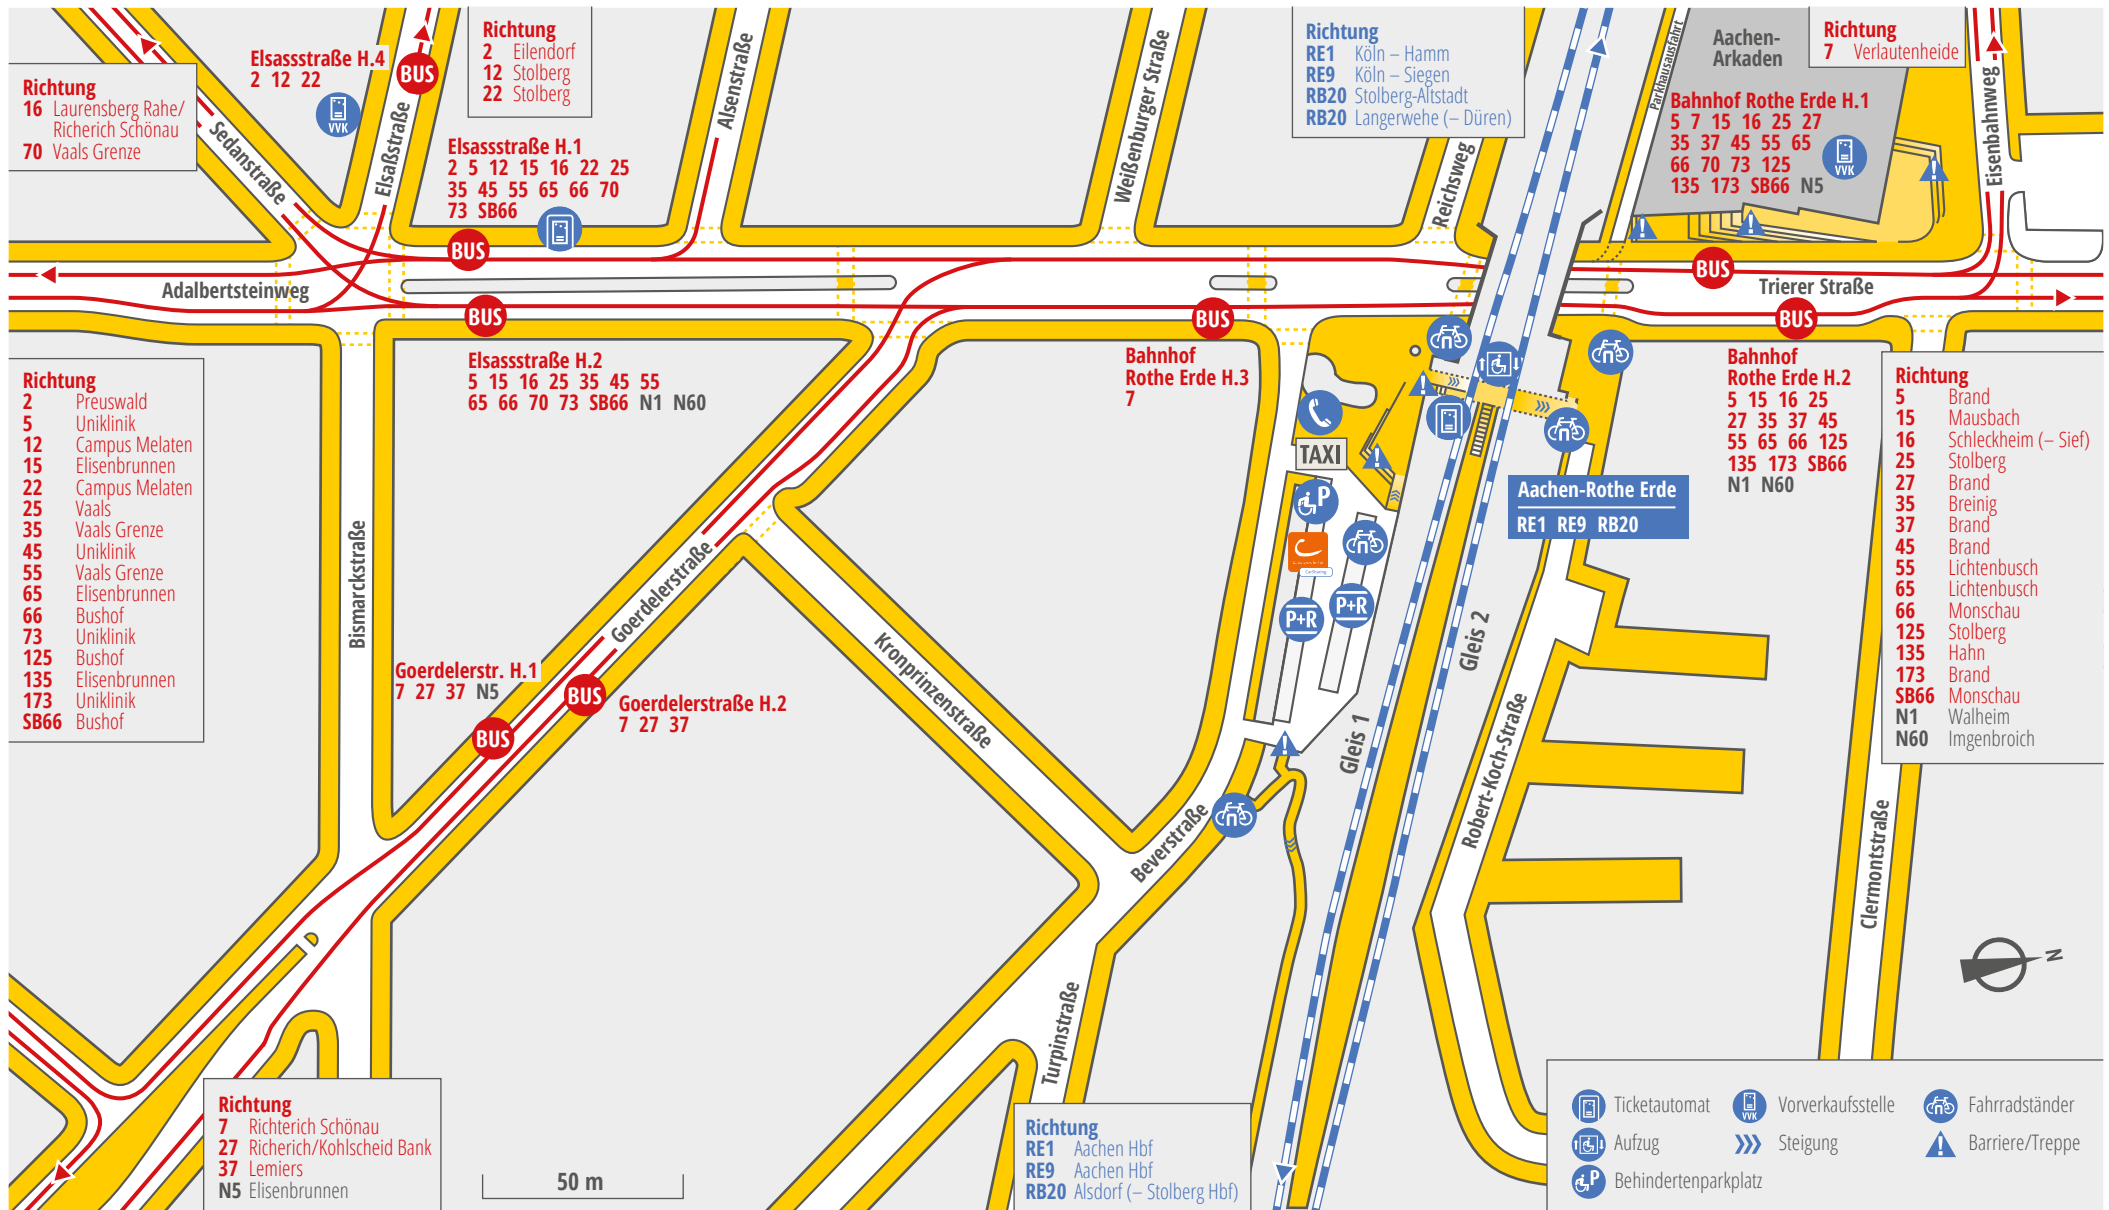 Richtung
16 Laurensberg Rahe/
Richerich Schönau
70 Vaals Grenze
Elsassstraße H.4
2 12 22
VVK
BUS
Richtung
2 Eilendorf
12 Stolberg
22 Stolberg
Sedanstraße
Elsaßstraße
Alsenstraße
Weißenburger Straße
Reichsweg
Elsassstraße H.1
2 5 12 15 16 22 25
35 45 55 65 66 70
73 SB66
BUS
Richtung
RE1 Köln – Hamm
RE9 Köln – Siegen
RB20 Stolberg-Altstadt
RB20 Langerwehe (– Düren)
Parkhausausfahrt
Aachen-
Arkaden
Richtung
7 Verlautenheide
Bahnhof Rothe Erde H.1
5 7 15 16 25 27
35 37 45 55 65
66 70 73 125
135 173 SB66 N5
VVK
Eisenbahnweg
BUS
Adalbertsteinweg
Trierer Straße
BUS
BUS
BUS
Elsassstraße H.2
5 15 16 25 35 45 55
65 66 70 73 SB66 N1 N60
Bahnhof
Rothe Erde H.3
7
Bahnhof
Rothe Erde H.2
5 15 16 25
27 35 37 45
55 65 66 125
135 173 SB66
N1 N60
Richtung
2 Preuswald
5 Uniklinik
12 Campus Melaten
15 Elisenbrunnen
22 Campus Melaten
25 Vaals
35 Vaals Grenze
45 Uniklinik
55 Vaals Grenze
65 Elisenbrunnen
66 Bushof
73 Uniklinik
125 Bushof
135 Elisenbrunnen
173 Uniklinik
SB66 Bushof
Richtung
5 Brand
15 Mausbach
16 Schleckheim (– Sief)
25 Stolberg
27 Brand
35 Breinig
37 Brand
45 Brand
55 Lichtenbusch
65 Lichtenbusch
66 Monschau
125 Stolberg
135 Hahn
173 Brand
SB66 Monschau
N1 Walheim
N60 Imgenbroich
TAXI
P
Aachen-Rothe Erde
RE1 RE9 RB20
P+R
P+R
Bismarckstraße
Goerdelerstraße
Kronprinzenstraße
Goerdelerstr. H.1
7 27 37 N5
BUS
BUS
Goerdelerstraße H.2
7 27 37
Gleis 2
Gleis 1
Robert-Koch-Straße
Beverstraße
Clermontstraße
Turpinstraße
N
Richtung
7 Richterich Schönau
27 Richerich/Kohlscheid Bank
37 Lemiers
N5 Elisenbrunnen
50 m
Richtung
RE1 Aachen Hbf
RE9 Aachen Hbf
RB20 Alsdorf (– Stolberg Hbf)
Ticketautomat
VVK Vorverkaufsstelle
Fahrradständer
Aufzug
Steigung
Barriere/Treppe
P Behindertenparkplatz